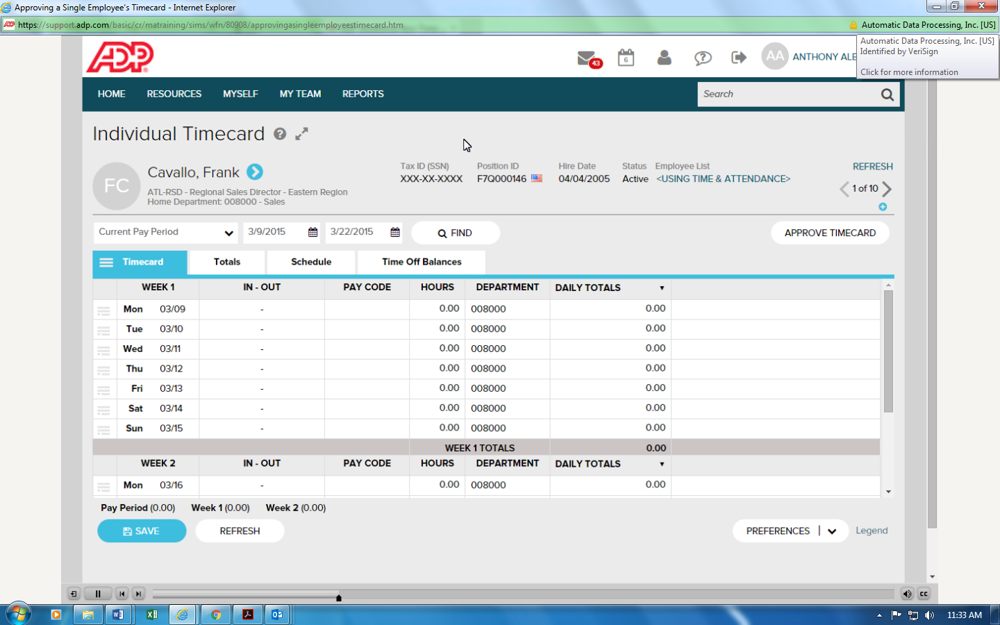 Approving a Single Employee's Timecard - Internet Explorer
https://support.adp.com/basic/cr/matraining/sims/wfn/80908/approvingasingleemployeestimecard.htm
Automatic Data Processing, Inc. [US]
Automatic Data Processing, Inc. [US]
Identified by VeriSign
Click for more information
ADP
43
6
AA
ANTHONY ALB
HOME RESOURCES MYSELF MY TEAM REPORTS
Search
Individual Timecard ?
FC
Cavallo, Frank
ATL-RSD - Regional Sales Director - Eastern Region
Home Department: 008000 - Sales
Tax ID (SSN) Position ID Hire Date Status Employee List
XXX-XX-XXXX F7Q000146 04/04/2005 Active <USING TIME & ATTENDANCE>
REFRESH
1 of 10
Current Pay Period 3/9/2015 3/22/2015 FIND APPROVE TIMECARD
Timecard Totals Schedule Time Off Balances
WEEK 1 IN - OUT PAY CODE HOURS DEPARTMENT DAILY TOTALS
Mon 03/09 - 0.00 008000 0.00
Tue 03/10 - 0.00 008000 0.00
Wed 03/11 - 0.00 008000 0.00
Thu 03/12 - 0.00 008000 0.00
Fri 03/13 - 0.00 008000 0.00
Sat 03/14 - 0.00 008000 0.00
Sun 03/15 - 0.00 008000 0.00
WEEK 1 TOTALS 0.00
WEEK 2 IN - OUT PAY CODE HOURS DEPARTMENT DAILY TOTALS
Mon 03/16 - 0.00 008000 0.00
Pay Period (0.00) Week 1 (0.00) Week 2 (0.00)
SAVE REFRESH PREFERENCES | Legend
CC
11:33 AM